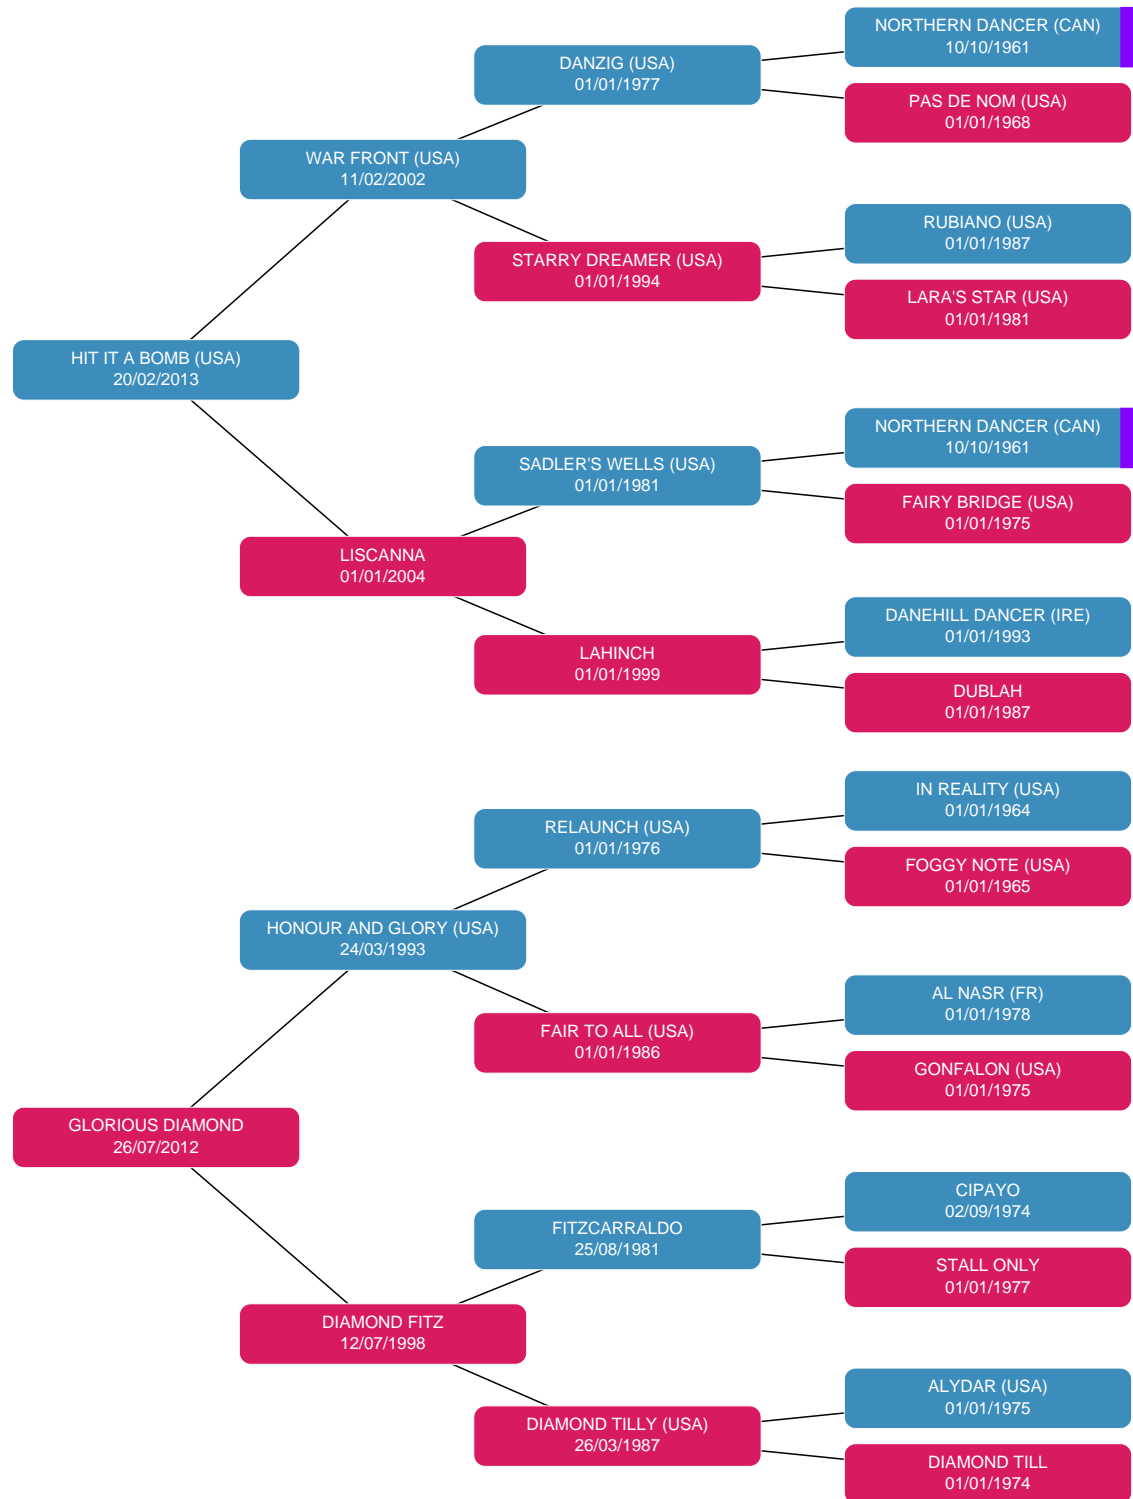 NORTHERN DANCER (CAN)
10/10/1961
DANZIG (USA)
01/01/1977
PAS DE NOM (USA)
01/01/1968
WAR FRONT (USA)
11/02/2002
RUBIANO (USA)
01/01/1987
STARRY DREAMER (USA)
01/01/1994
LARA'S STAR (USA)
01/01/1981
HIT IT A BOMB (USA)
20/02/2013
NORTHERN DANCER (CAN)
10/10/1961
SADLER'S WELLS (USA)
01/01/1981
FAIRY BRIDGE (USA)
01/01/1975
LISCANNA
01/01/2004
DANEHILL DANCER (IRE)
01/01/1993
LAHINCH
01/01/1999
DUBLAH
01/01/1987
IN REALITY (USA)
01/01/1964
RELAUNCH (USA)
01/01/1976
FOGGY NOTE (USA)
01/01/1965
HONOUR AND GLORY (USA)
24/03/1993
AL NASR (FR)
01/01/1978
FAIR TO ALL (USA)
01/01/1986
GONFALON (USA)
01/01/1975
GLORIOUS DIAMOND
26/07/2012
CIPAYO
02/09/1974
FITZCARRALDO
25/08/1981
STALL ONLY
01/01/1977
DIAMOND FITZ
12/07/1998
ALYDAR (USA)
01/01/1975
DIAMOND TILLY (USA)
26/03/1987
DIAMOND TILL
01/01/1974